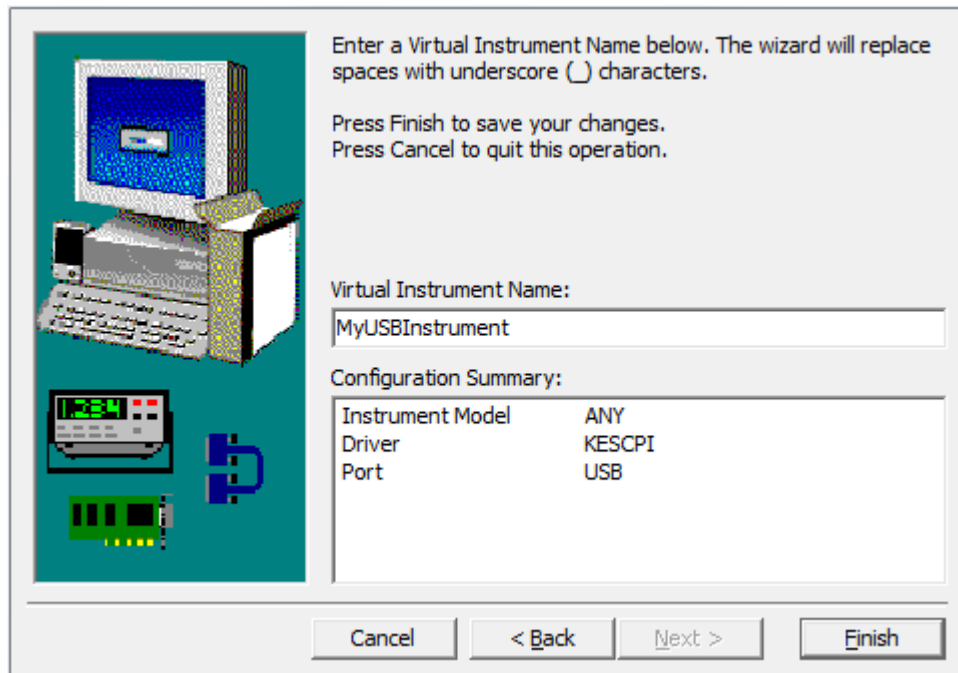 Enter a Virtual Instrument Name below. The wizard will replace
spaces with underscore (_) characters.
Press Finish to save your changes.
Press Cancel to quit this operation.
Virtual Instrument Name:
MyUSBInstrument
Configuration Summary:
Instrument Model ANY
Driver KESCPI
Port USB
1.234
Cancel < Back Next > Finish